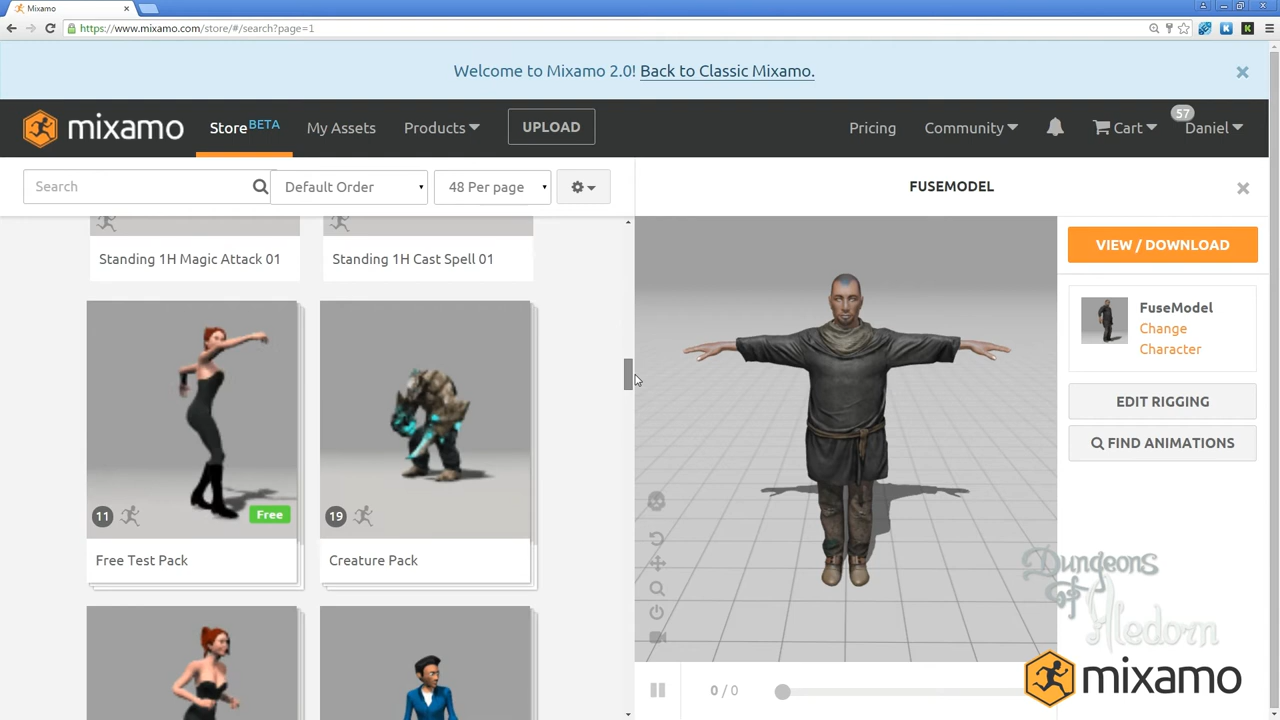 Mixamo
https://www.mixamo.com/store/#/search?page=1
Welcome to Mixamo 2.0! Back to Classic Mixamo.
mixamo
Store BETA
My Assets
Products
UPLOAD
Pricing
Community
Cart
57
Daniel
Search
Default Order
48 Per page
FUSEMODEL
Standing 1H Magic Attack 01
Standing 1H Cast Spell 01
VIEW / DOWNLOAD
FuseModel
Change
Character
EDIT RIGGING
FIND ANIMATIONS
11
Free
19
Free Test Pack
Creature Pack
0 / 0
Dungeons
of Aledorn
mixamo